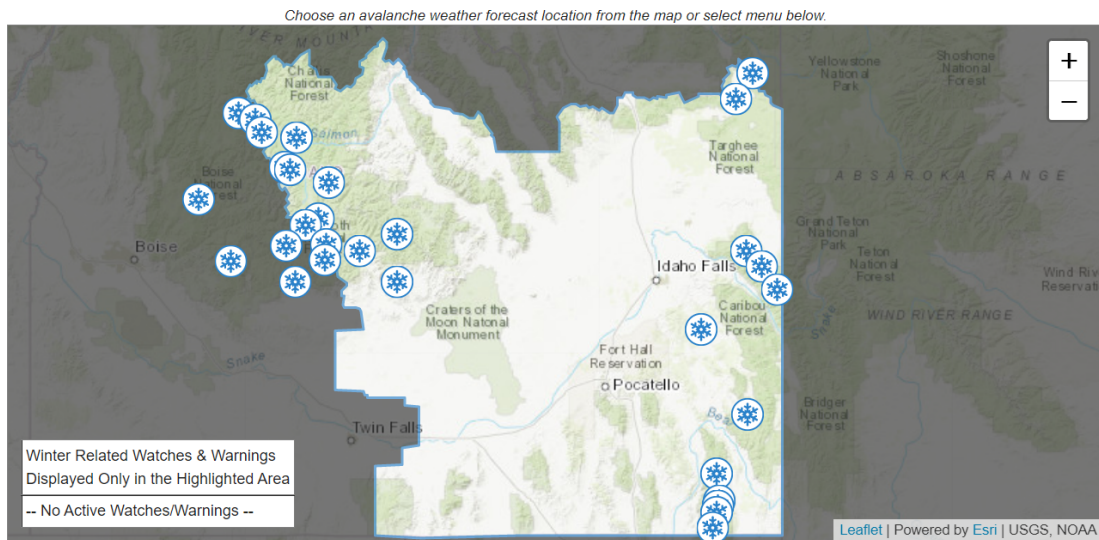 Choose an avalanche weather forecast location from the map or select menu below.
RIVER MOUNT
Challis
National
Forest
Yellowstone
National
Park
Shoshone
National
Forest
+
−
Salmon
Targhee
National
Forest
Boise
National
Forest
ABSAROKA RANGE
Grand Teton
National
Park
Teton
National
Forest
Boise
Idaho Falls
Wind River
Reservati
Craters of the
Moon National
Monument
Caribou
National
Forest
Snake
WIND RIVER RANGE
Snake
Fort Hall
Reservation
Pocatello
Bridger
National
Forest
Bea
Twin Falls
Winter Related Watches & Warnings
Displayed Only in the Highlighted Area
-- No Active Watches/Warnings --
Leaflet | Powered by Esri | USGS, NOAA